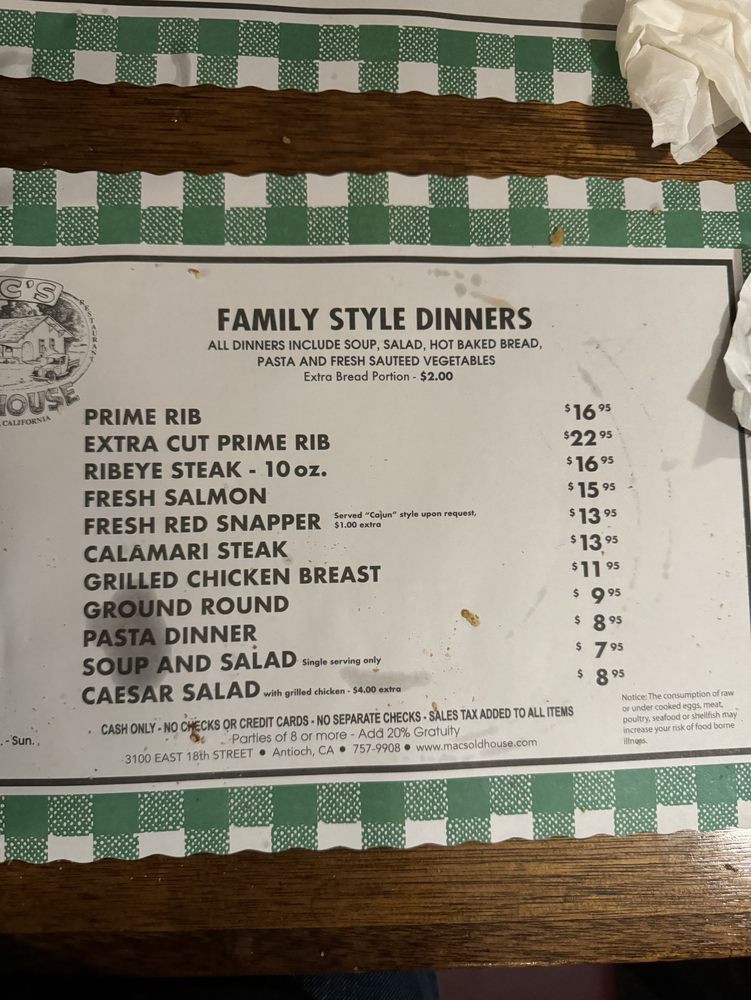 C'S
RESTAURANT
HOUSE
CALIFORNIA
FAMILY STYLE DINNERS
ALL DINNERS INCLUDE SOUP, SALAD, HOT BAKED BREAD,
PASTA AND FRESH SAUTEED VEGETABLES
Extra Bread Portion - $2.00
PRIME RIB $16 95
EXTRA CUT PRIME RIB $22 95
RIBEYE STEAK - 10 oz. $16 95
FRESH SALMON $15 95
FRESH RED SNAPPER Served "Cajun" style upon request, $1.00 extra $13 95
CALAMARI STEAK $13 95
GRILLED CHICKEN BREAST $11 95
GROUND ROUND $9 95
PASTA DINNER $8 95
SOUP AND SALAD Single serving only $7 95
CAESAR SALAD with grilled chicken - $4.00 extra $8 95
CASH ONLY - NO CHECKS OR CREDIT CARDS - NO SEPARATE CHECKS - SALES TAX ADDED TO ALL ITEMS
Parties of 8 or more - Add 20% Gratuity
3100 EAST 18th STREET • Antioch, CA • 757-9908 • www.macsoldhouse.com
. - Sun.
Notice: The consumption of raw
or under cooked eggs, meat,
poultry, seafood or shellfish may
increase your risk of food borne
illness.